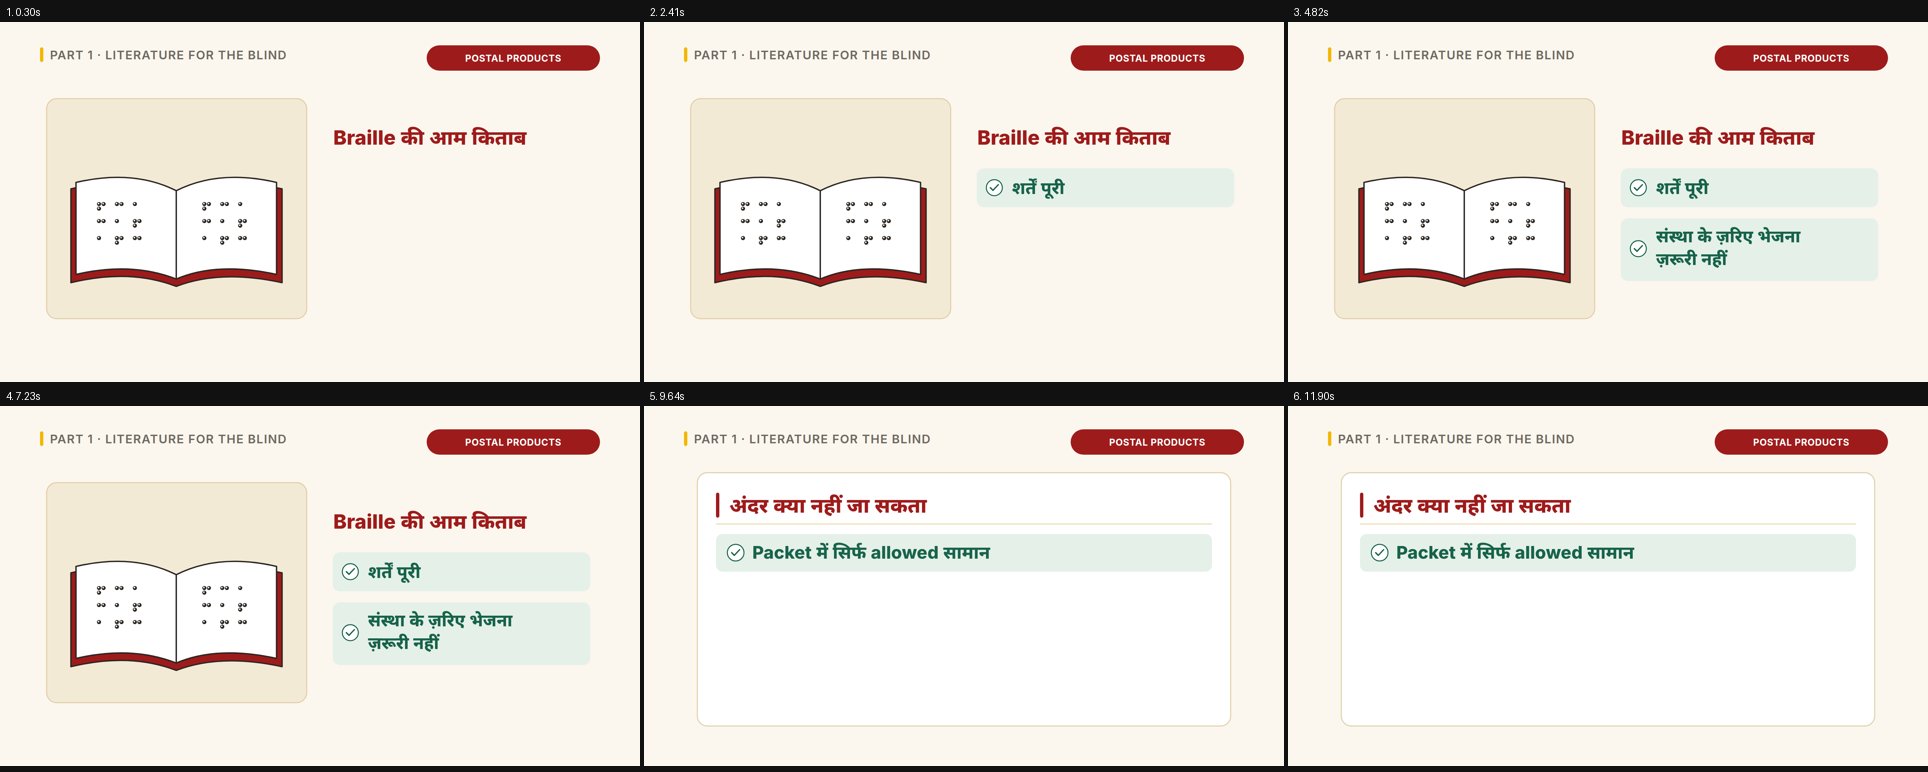 1. 0.30s
PART 1 · LITERATURE FOR THE BLIND
POSTAL PRODUCTS
Braille की आम किताब
2. 2.41s
PART 1 · LITERATURE FOR THE BLIND
POSTAL PRODUCTS
Braille की आम किताब
शर्तें पूरी
3. 4.82s
PART 1 · LITERATURE FOR THE BLIND
POSTAL PRODUCTS
Braille की आम किताब
शर्तें पूरी
संस्था के ज़रिए भेजना
ज़रूरी नहीं
4. 7.23s
PART 1 · LITERATURE FOR THE BLIND
POSTAL PRODUCTS
Braille की आम किताब
शर्तें पूरी
संस्था के ज़रिए भेजना
ज़रूरी नहीं
5. 9.64s
PART 1 · LITERATURE FOR THE BLIND
POSTAL PRODUCTS
अंदर क्या नहीं जा सकता
Packet में सिर्फ allowed सामान
6. 11.90s
PART 1 · LITERATURE FOR THE BLIND
POSTAL PRODUCTS
अंदर क्या नहीं जा सकता
Packet में सिर्फ allowed सामान